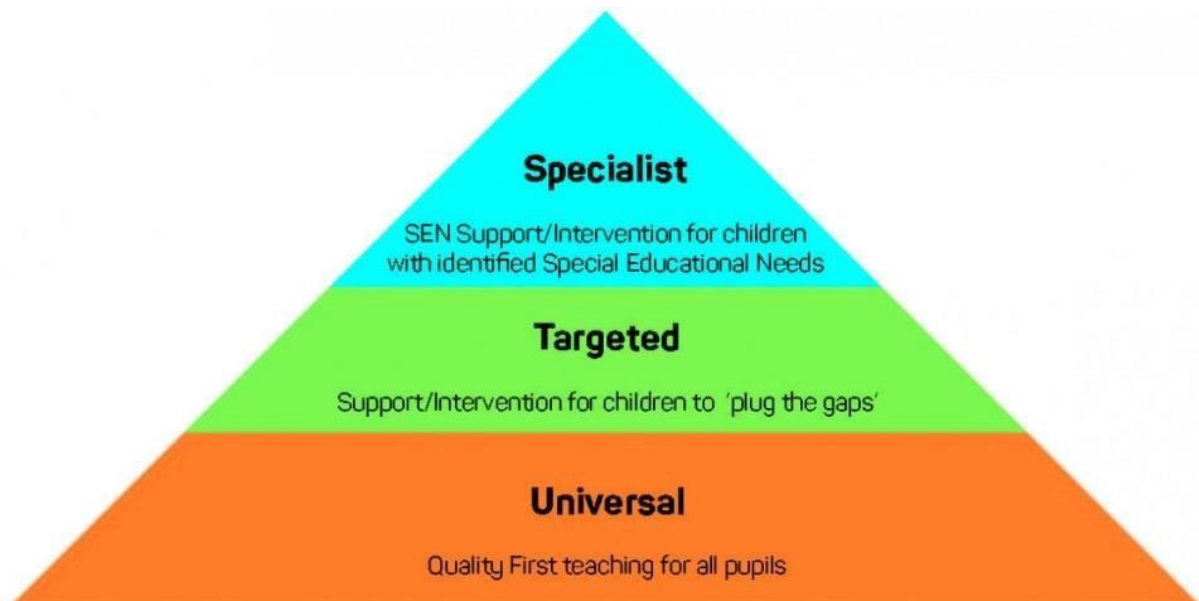 Specialist
SEN Support/Intervention for children
with identified Special Educational Needs
Targeted
Support/Intervention for children to 'plug the gaps'
Universal
Quality First teaching for all pupils